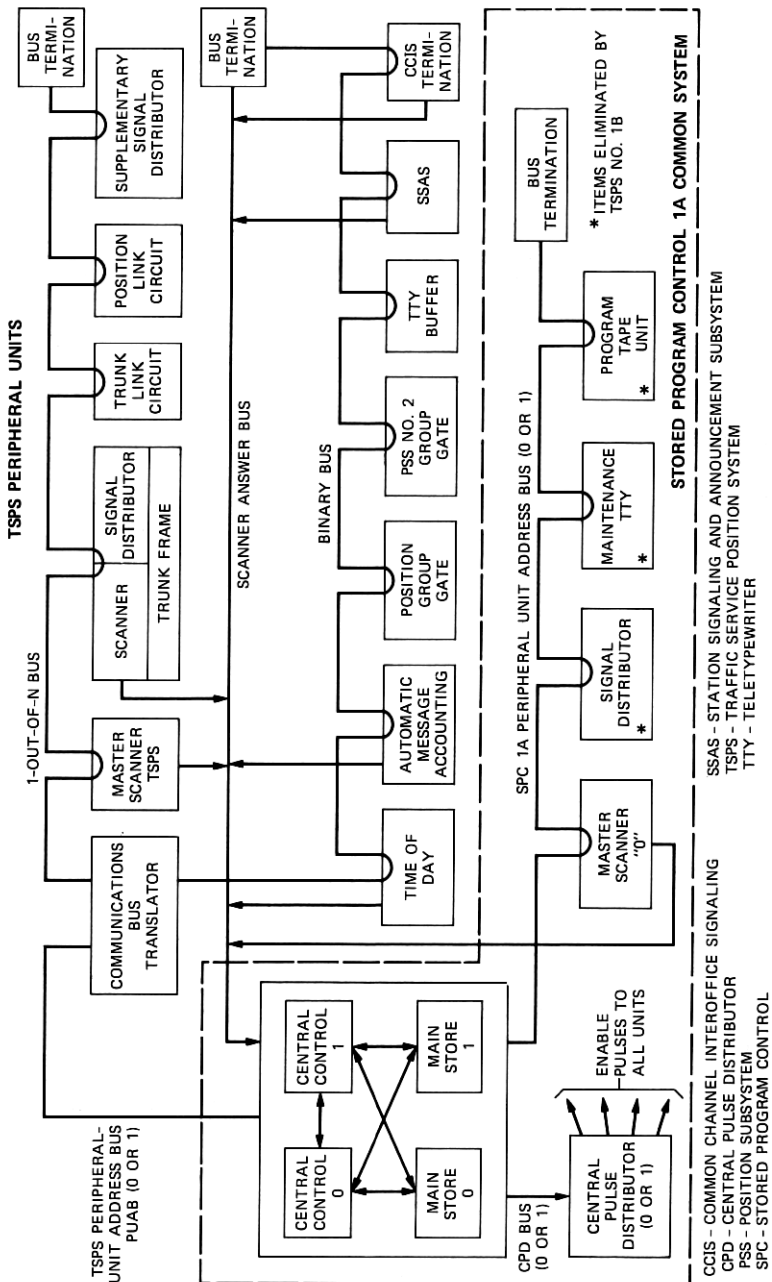 TSPS PERIPHERAL UNITS
TSPS PERIPHERAL-
UNIT ADDRESS BUS
PUAB (0 OR 1)
1-OUT-OF-N BUS
COMMUNICATIONS
BUS
TRANSLATOR
MASTER
SCANNER
TSPS
SCANNER
SIGNAL
DISTRIBUTOR
TRUNK FRAME
TRUNK
LINK
CIRCUIT
POSITION
LINK
CIRCUIT
SUPPLEMENTARY
SIGNAL
DISTRIBUTOR
BUS
TERMI-
NATION
SCANNER ANSWER BUS
BUS
TERMI-
NATION
BINARY BUS
TIME OF
DAY
AUTOMATIC
MESSAGE
ACCOUNTING
POSITION
GROUP
GATE
PSS NO. 2
GROUP
GATE
TTY
BUFFER
SSAS
CCIS
TERMI-
NATION
CENTRAL
CONTROL
0
CENTRAL
CONTROL
1
MAIN
STORE
0
MAIN
STORE
1
CPD BUS
(0 OR 1)
CENTRAL
PULSE
DISTRIBUTOR
(0 OR 1)
ENABLE
PULSES TO
ALL UNITS
SPC 1A PERIPHERAL UNIT ADDRESS BUS (0 OR 1)
MASTER
SCANNER
"0"
SIGNAL
DISTRIBUTOR
*
MAINTENANCE
TTY
*
PROGRAM
TAPE
UNIT
*
BUS
TERMINATION
* ITEMS ELIMINATED BY
TSPS NO. 1B
STORED PROGRAM CONTROL 1A COMMON SYSTEM
CCIS - COMMON CHANNEL INTEROFFICE SIGNALING
CPD - CENTRAL PULSE DISTRIBUTOR
PSS - POSITION SUBSYSTEM
SPC - STORED PROGRAM CONTROL
SSAS - STATION SIGNALING AND ANNOUNCEMENT SUBSYSTEM
TSPS - TRAFFIC SERVICE POSITION SYSTEM
TTY - TELETYPEWRITER